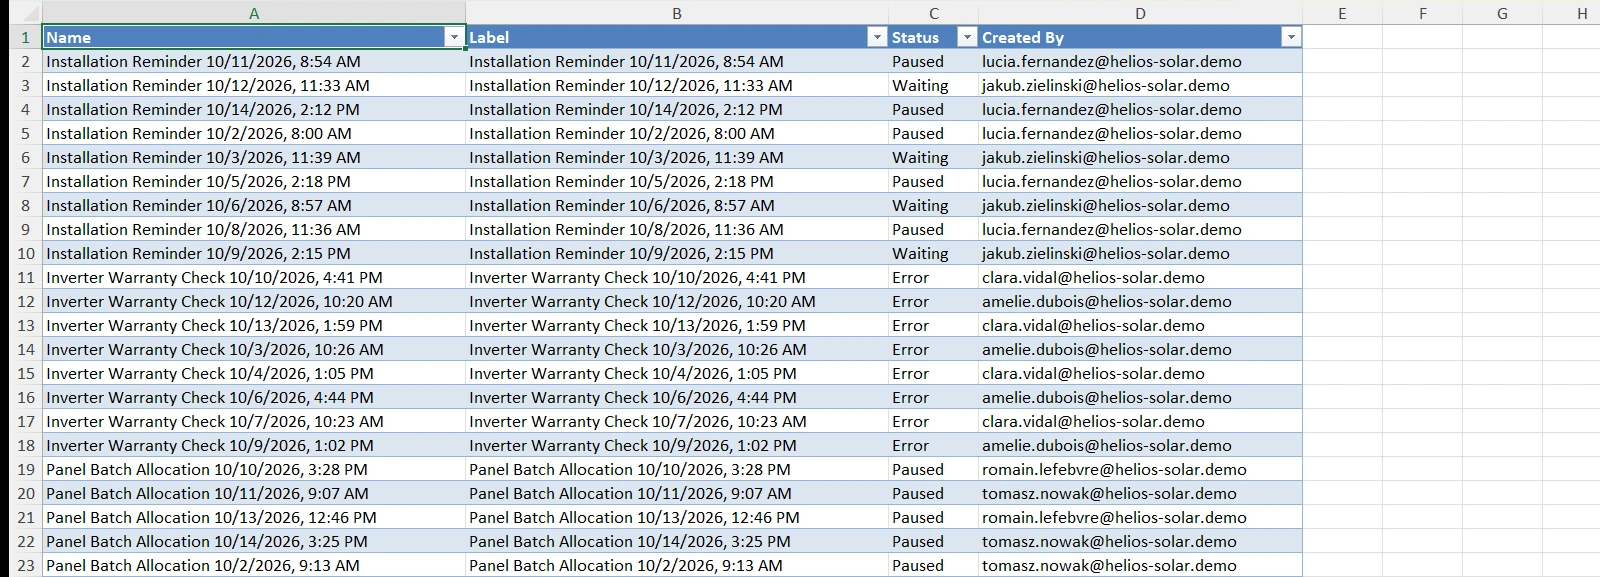 A B C D E F G H
1 Name Label Status Created By
2 Installation Reminder 10/11/2026, 8:54 AM Installation Reminder 10/11/2026, 8:54 AM Paused lucia.fernandez@helios-solar.demo
3 Installation Reminder 10/12/2026, 11:33 AM Installation Reminder 10/12/2026, 11:33 AM Waiting jakub.zielinski@helios-solar.demo
4 Installation Reminder 10/14/2026, 2:12 PM Installation Reminder 10/14/2026, 2:12 PM Paused lucia.fernandez@helios-solar.demo
5 Installation Reminder 10/2/2026, 8:00 AM Installation Reminder 10/2/2026, 8:00 AM Paused lucia.fernandez@helios-solar.demo
6 Installation Reminder 10/3/2026, 11:39 AM Installation Reminder 10/3/2026, 11:39 AM Waiting jakub.zielinski@helios-solar.demo
7 Installation Reminder 10/5/2026, 2:18 PM Installation Reminder 10/5/2026, 2:18 PM Paused lucia.fernandez@helios-solar.demo
8 Installation Reminder 10/6/2026, 8:57 AM Installation Reminder 10/6/2026, 8:57 AM Waiting jakub.zielinski@helios-solar.demo
9 Installation Reminder 10/8/2026, 11:36 AM Installation Reminder 10/8/2026, 11:36 AM Paused lucia.fernandez@helios-solar.demo
10 Installation Reminder 10/9/2026, 2:15 PM Installation Reminder 10/9/2026, 2:15 PM Waiting jakub.zielinski@helios-solar.demo
11 Inverter Warranty Check 10/10/2026, 4:41 PM Inverter Warranty Check 10/10/2026, 4:41 PM Error clara.vidal@helios-solar.demo
12 Inverter Warranty Check 10/12/2026, 10:20 AM Inverter Warranty Check 10/12/2026, 10:20 AM Error amelie.dubois@helios-solar.demo
13 Inverter Warranty Check 10/13/2026, 1:59 PM Inverter Warranty Check 10/13/2026, 1:59 PM Error clara.vidal@helios-solar.demo
14 Inverter Warranty Check 10/3/2026, 10:26 AM Inverter Warranty Check 10/3/2026, 10:26 AM Error amelie.dubois@helios-solar.demo
15 Inverter Warranty Check 10/4/2026, 1:05 PM Inverter Warranty Check 10/4/2026, 1:05 PM Error clara.vidal@helios-solar.demo
16 Inverter Warranty Check 10/6/2026, 4:44 PM Inverter Warranty Check 10/6/2026, 4:44 PM Error amelie.dubois@helios-solar.demo
17 Inverter Warranty Check 10/7/2026, 10:23 AM Inverter Warranty Check 10/7/2026, 10:23 AM Error clara.vidal@helios-solar.demo
18 Inverter Warranty Check 10/9/2026, 1:02 PM Inverter Warranty Check 10/9/2026, 1:02 PM Error amelie.dubois@helios-solar.demo
19 Panel Batch Allocation 10/10/2026, 3:28 PM Panel Batch Allocation 10/10/2026, 3:28 PM Paused romain.lefebvre@helios-solar.demo
20 Panel Batch Allocation 10/11/2026, 9:07 AM Panel Batch Allocation 10/11/2026, 9:07 AM Paused tomasz.nowak@helios-solar.demo
21 Panel Batch Allocation 10/13/2026, 12:46 PM Panel Batch Allocation 10/13/2026, 12:46 PM Paused romain.lefebvre@helios-solar.demo
22 Panel Batch Allocation 10/14/2026, 3:25 PM Panel Batch Allocation 10/14/2026, 3:25 PM Paused tomasz.nowak@helios-solar.demo
23 Panel Batch Allocation 10/2/2026, 9:13 AM Panel Batch Allocation 10/2/2026, 9:13 AM Paused tomasz.nowak@helios-solar.demo